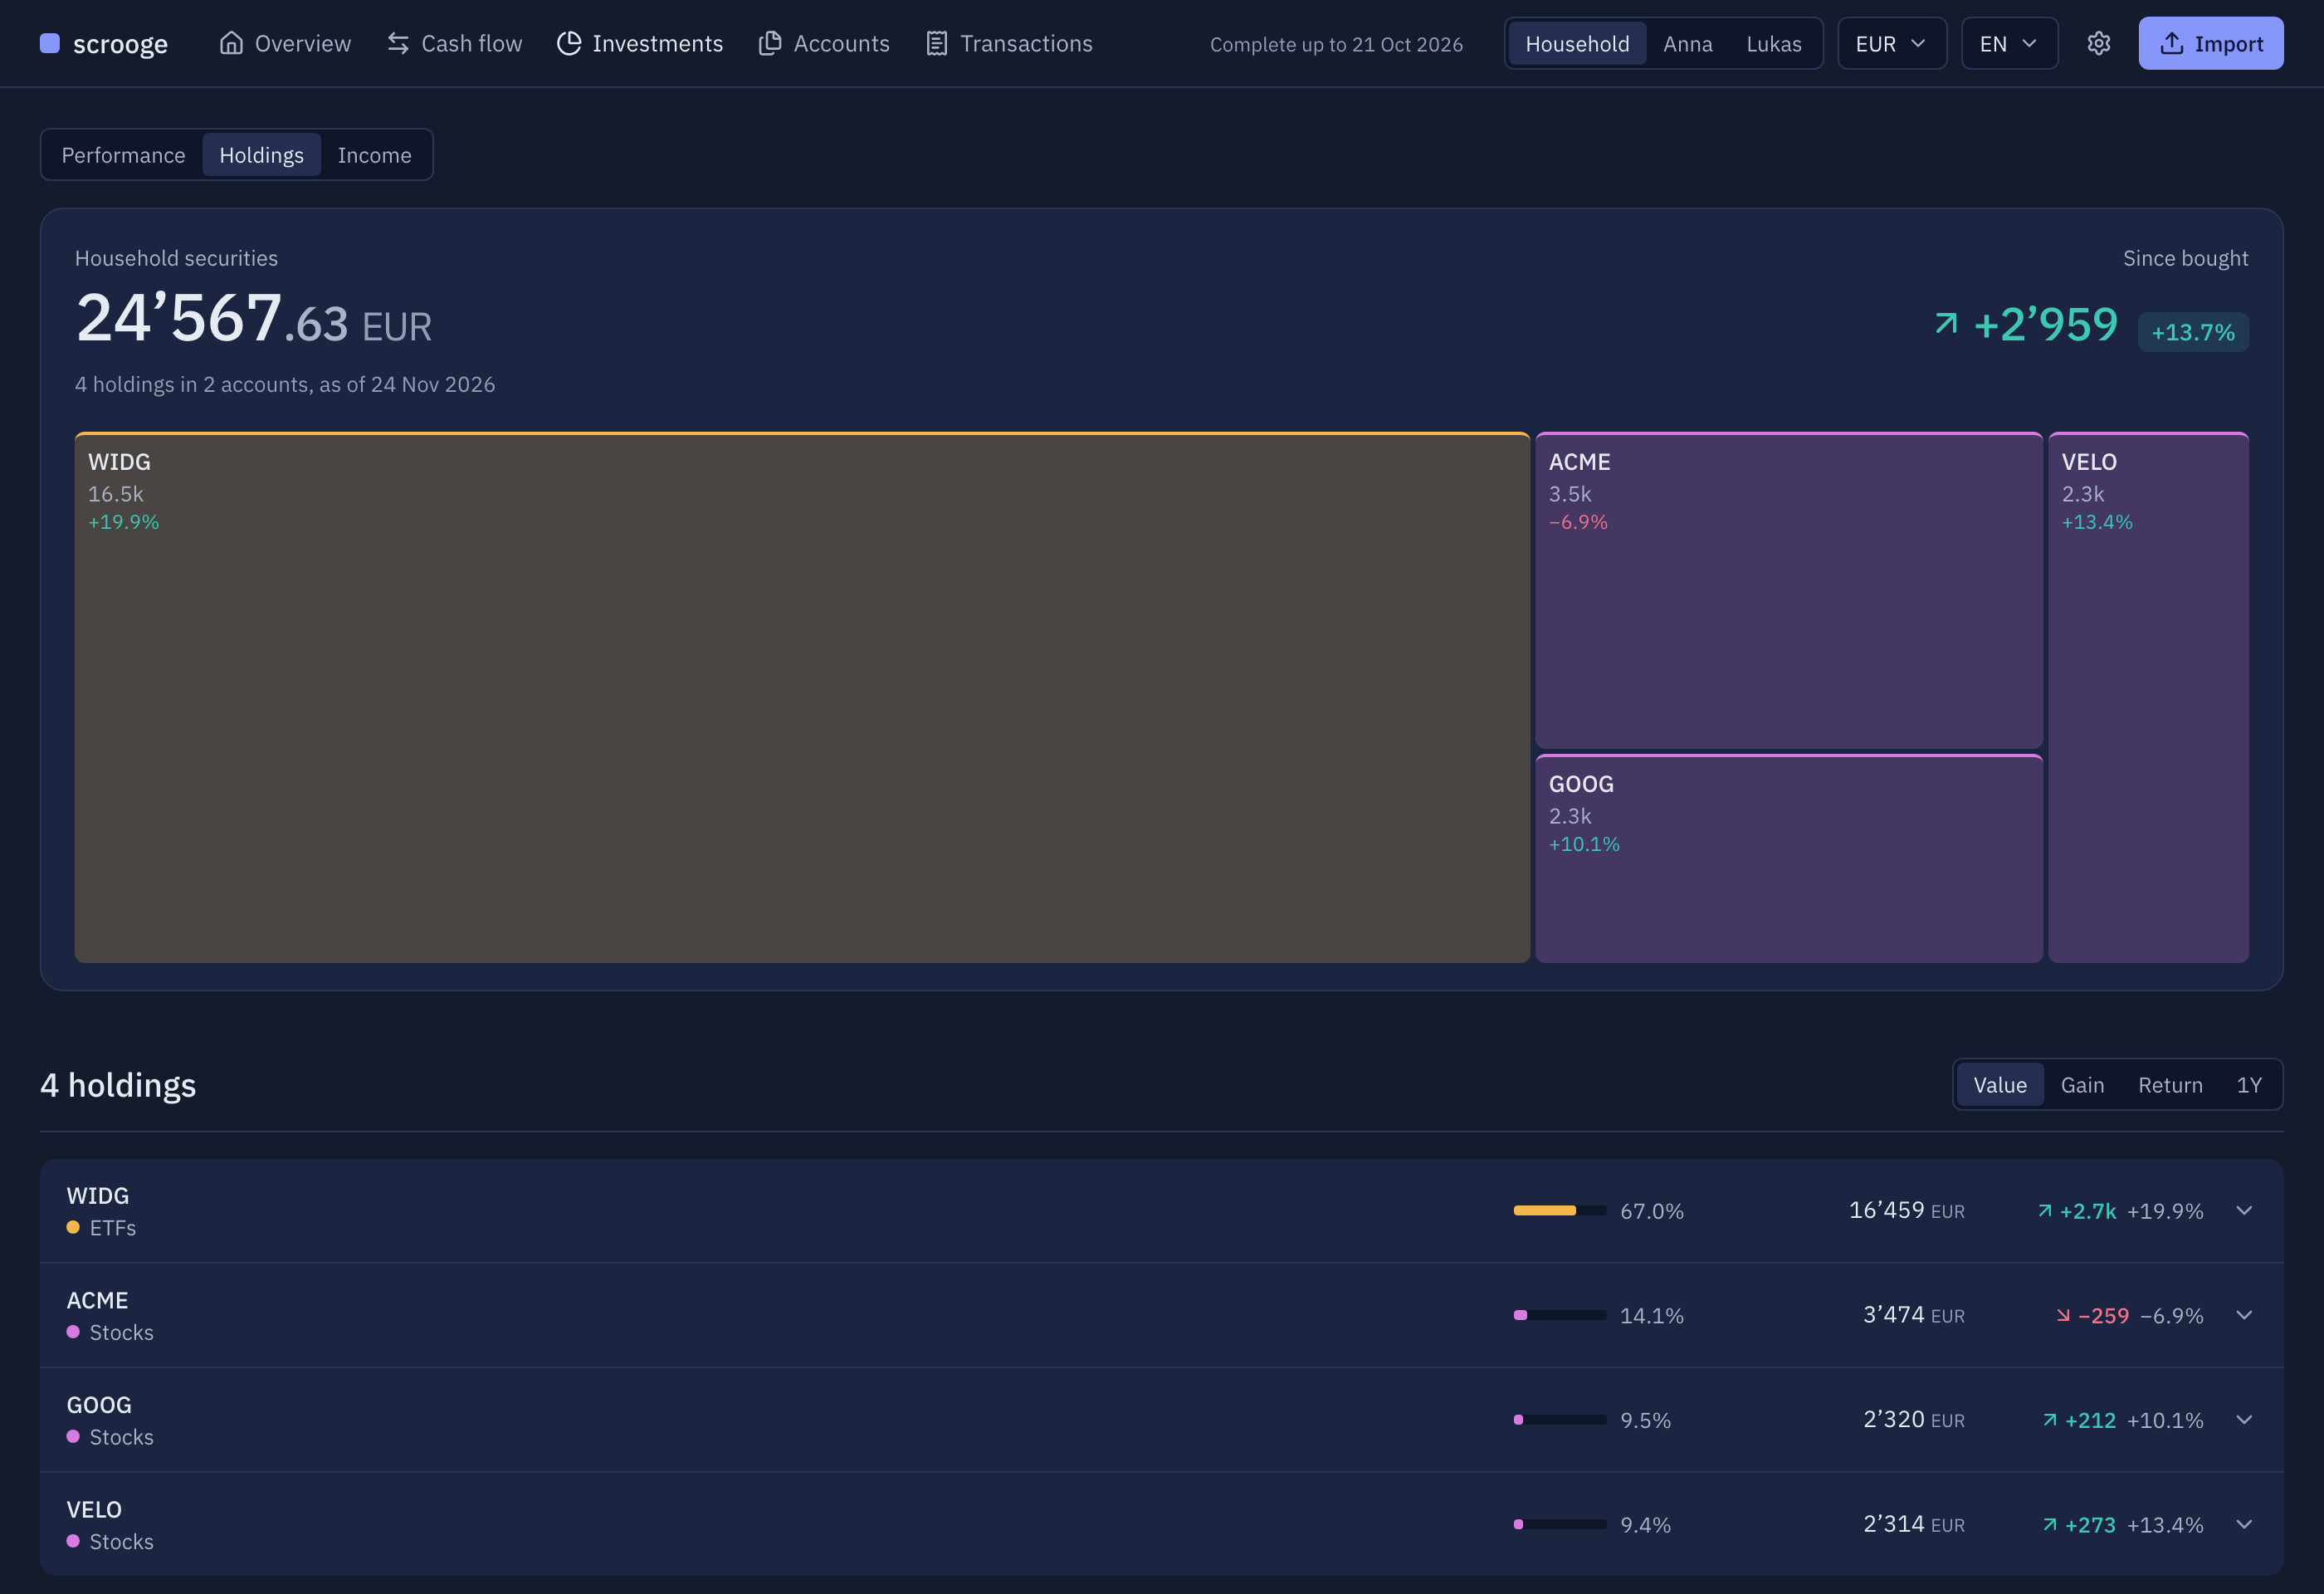 scrooge Overview Cash flow Investments Accounts Transactions Complete up to 21 Oct 2026 Household Anna Lukas EUR EN Import
Performance Holdings Income
Household securities Since bought
24’567.63 EUR +2’959 +13.7%
4 holdings in 2 accounts, as of 24 Nov 2026
WIDG
16.5k
+19.9%
ACME
3.5k
−6.9%
GOOG
2.3k
+10.1%
VELO
2.3k
+13.4%
4 holdings Value Gain Return 1Y
WIDG
ETFs
67.0% 16’459 EUR +2.7k +19.9%
ACME
Stocks
14.1% 3’474 EUR −259 −6.9%
GOOG
Stocks
9.5% 2’320 EUR +212 +10.1%
VELO
Stocks
9.4% 2’314 EUR +273 +13.4%